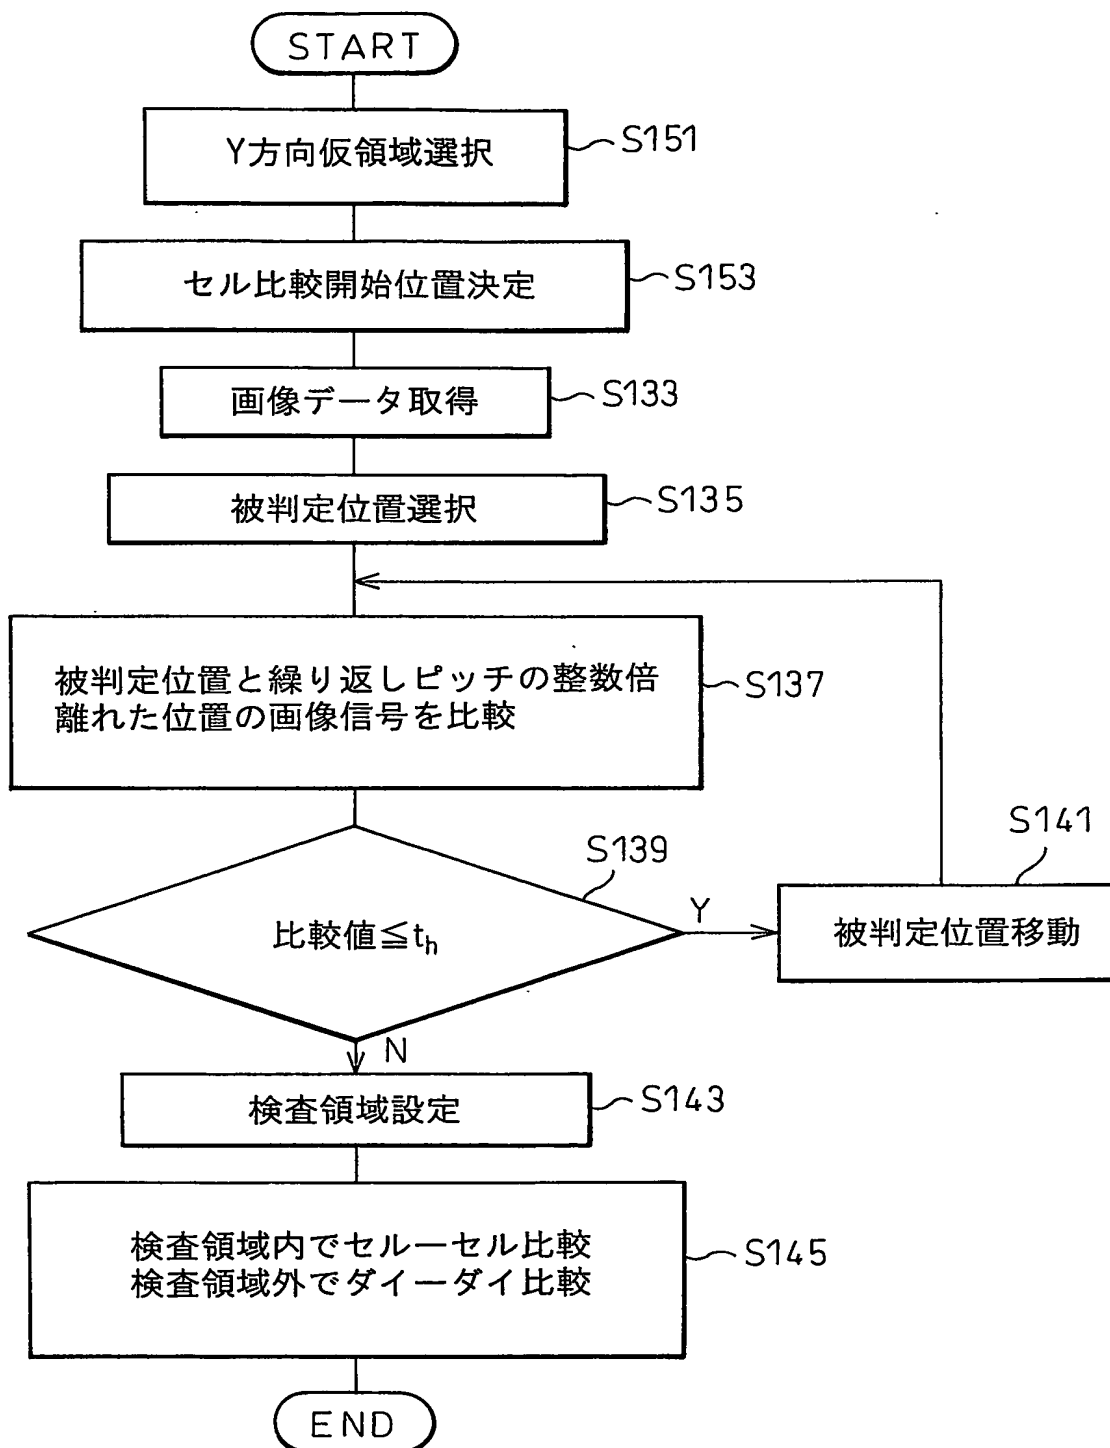 START
Y方向仮領域選択
S151
セル比較開始位置決定
S153
画像データ取得
S133
被判定位置選択
S135
被判定位置と繰り返しピッチの整数倍
離れた位置の画像信号を比較
S137
比較値≦th
S139
Y
被判定位置移動
S141
N
検査領域設定
S143
検査領域内でセルーセル比較
検査領域外でダイーダイ比較
S145
END